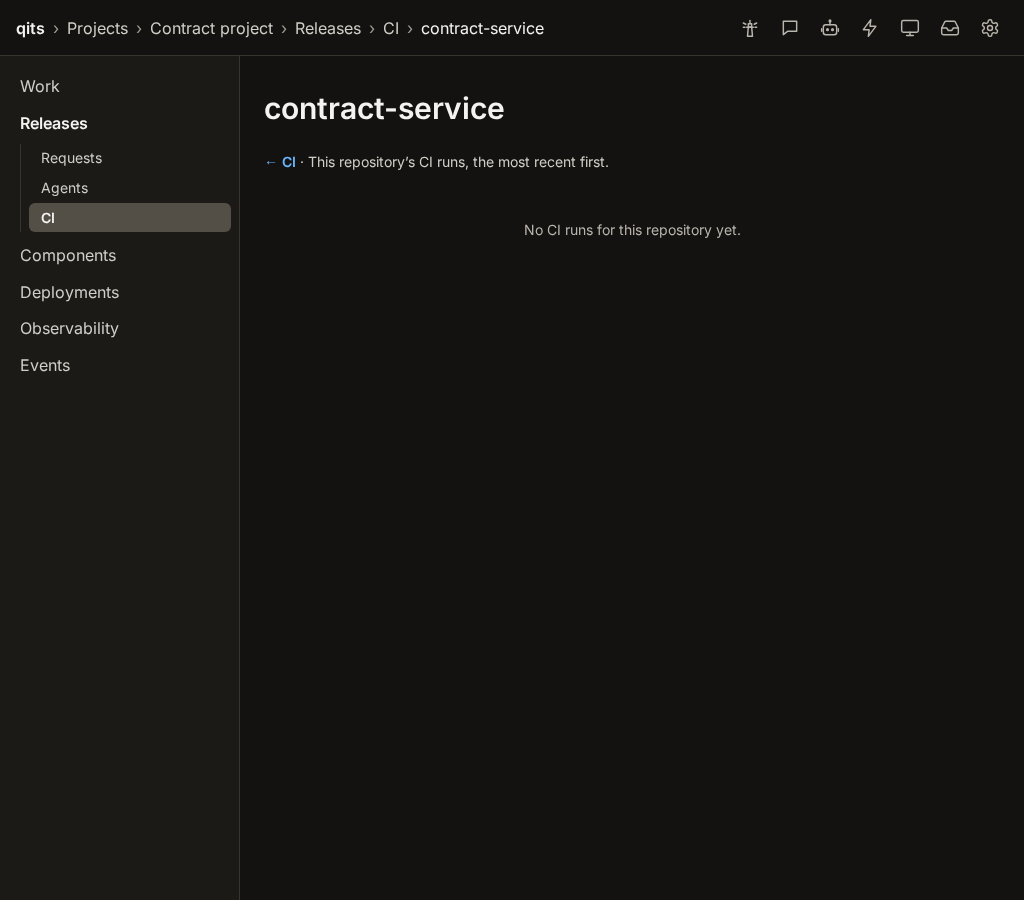 qits › Projects › Contract project › Releases › CI › contract-service
Work
Releases
Requests
Agents
CI
Components
Deployments
Observability
Events
contract-service
← CI · This repository’s CI runs, the most recent first.
No CI runs for this repository yet.